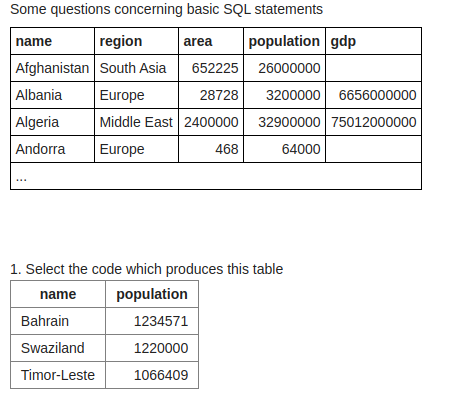 Some questions concerning basic SQL statements
name region area population gdp
Afghanistan South Asia 652225 26000000
Albania Europe 28728 3200000 6656000000
Algeria Middle East 2400000 32900000 75012000000
Andorra Europe 468 64000
...
1. Select the code which produces this table
name population
Bahrain 1234571
Swaziland 1220000
Timor-Leste 1066409